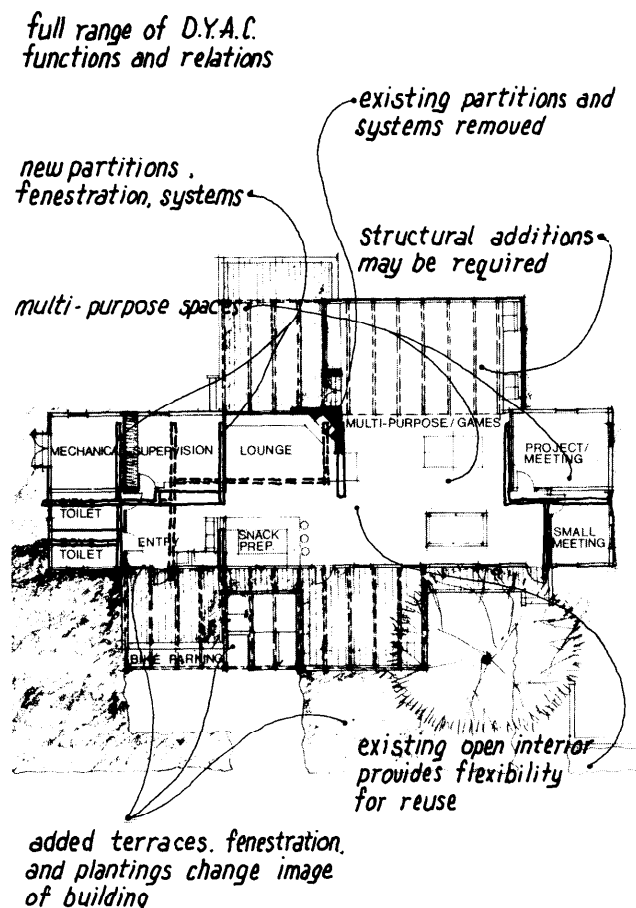 full range of D.Y.A.C.
functions and relations
existing partitions and
systems removed
new partitions,
fenestration, systems
structural additions
may be required
multi-purpose spaces
MULTI-PURPOSE/GAMES
MECHANICAL
SUPERVISION
LOUNGE
PROJECT/
MEETING
TOILET
ENTRY
SNACK
PREP
SMALL
MEETING
TOILET
BIKE PARKING
existing open interior
provides flexibility
for reuse
added terraces, fenestration,
and plantings change image
of building